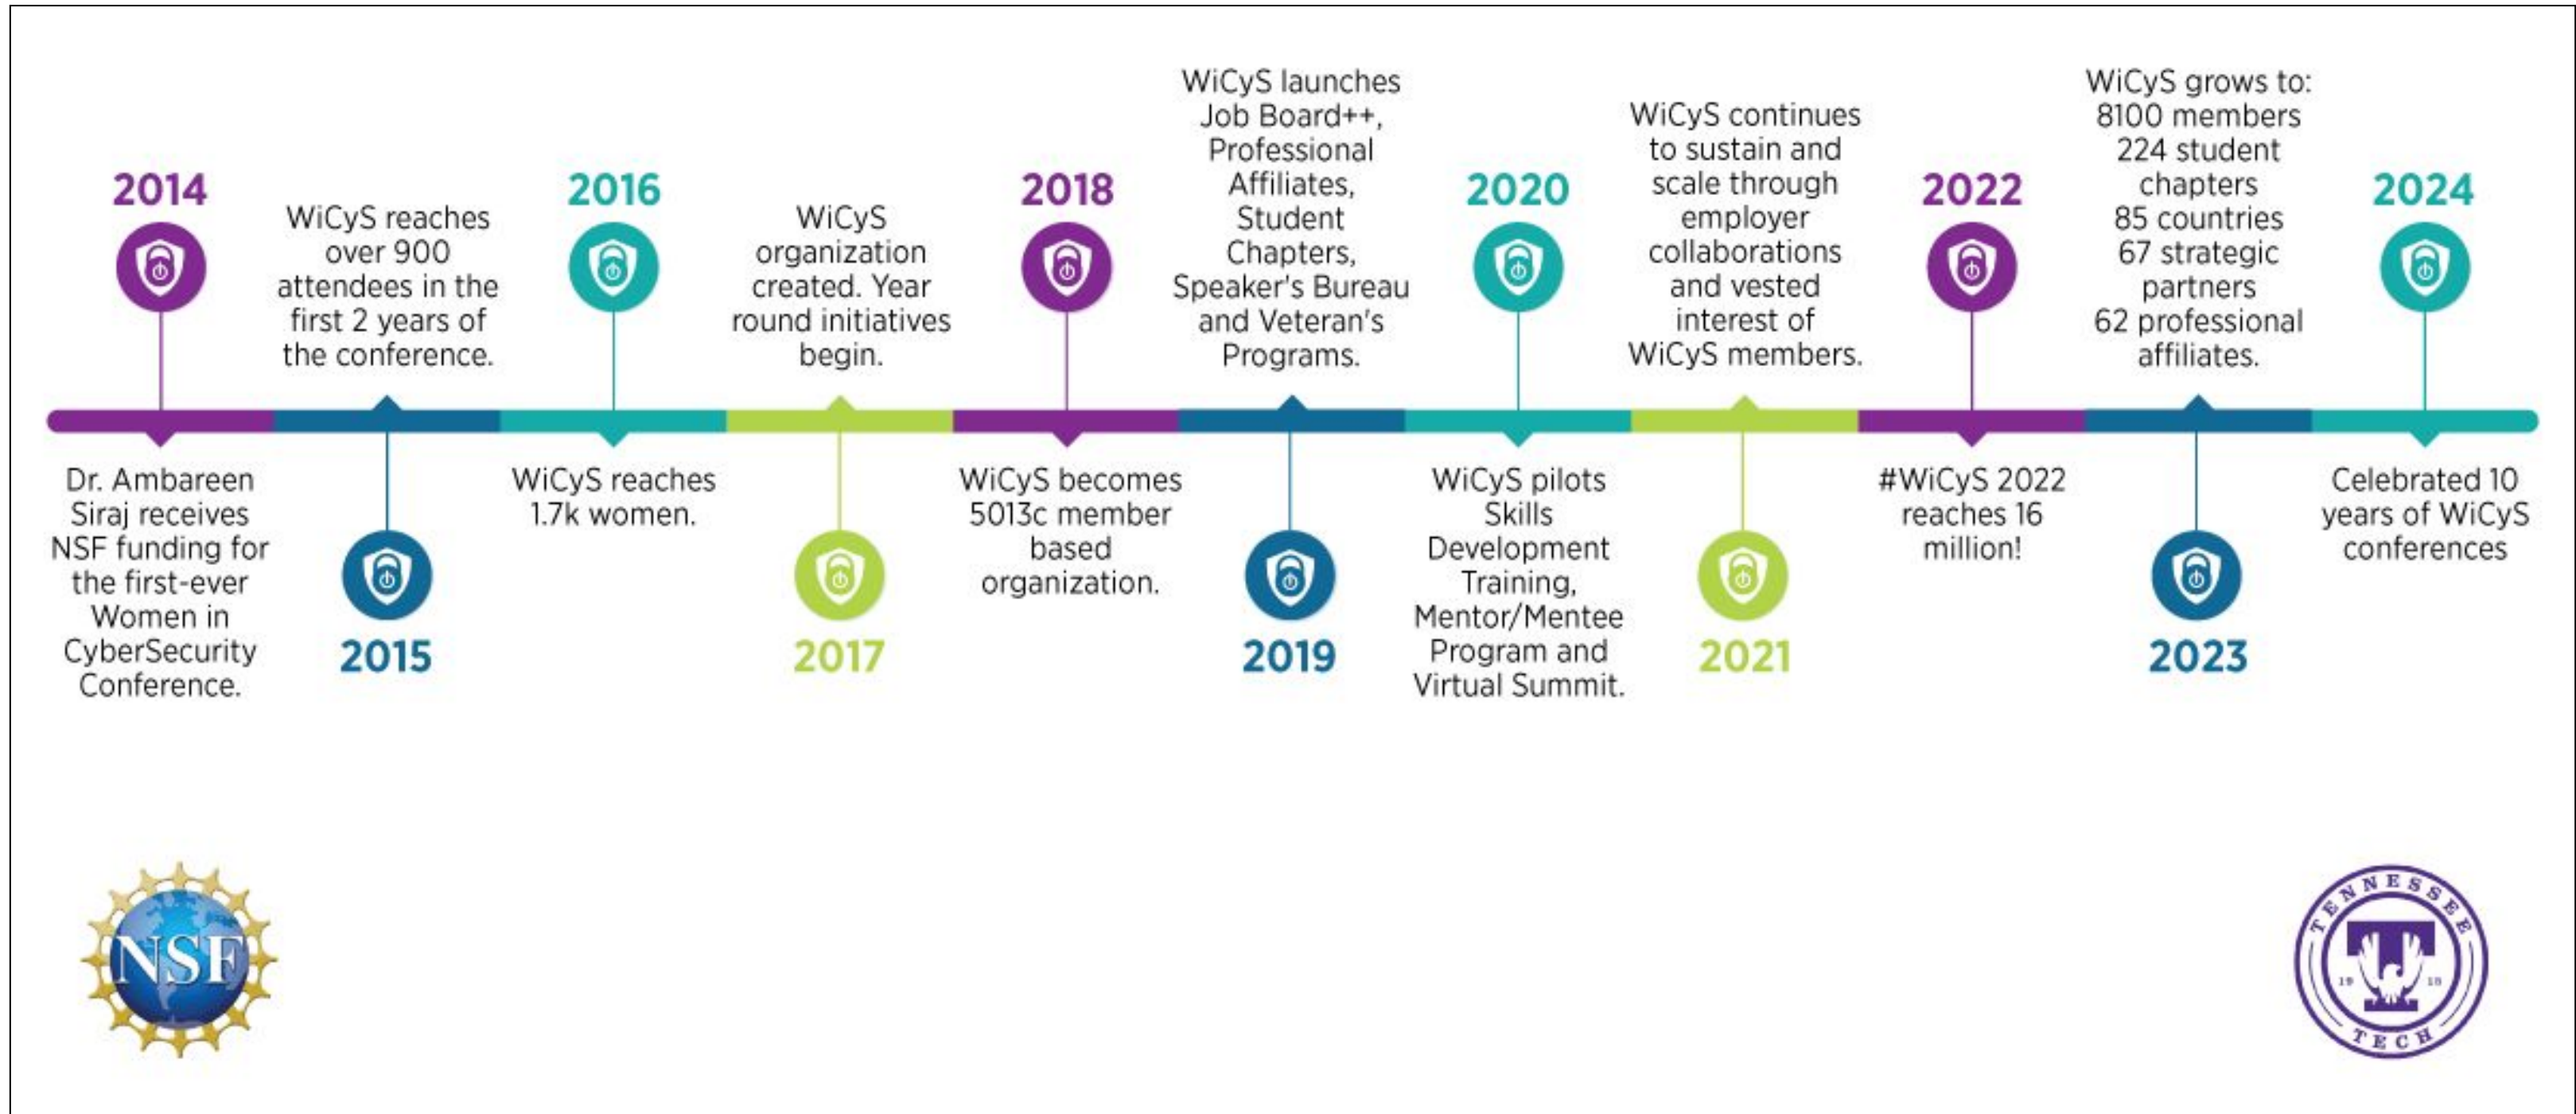 2014
Dr. Ambareen
Siraj receives
NSF funding for
the first-ever
Women in
CyberSecurity
Conference.
WiCyS reaches
over 900
attendees in the
first 2 years of
the conference.
2015
2016
WiCyS reaches
1.7k women.
WiCyS
organization
created. Year
round initiatives
begin.
2017
2018
WiCyS becomes
5013c member
based
organization.
WiCyS launches
Job Board++,
Professional
Affiliates,
Student
Chapters,
Speaker's Bureau
and Veteran's
Programs.
2019
2020
WiCyS pilots
Skills
Development
Training,
Mentor/Mentee
Program and
Virtual Summit.
WiCyS continues
to sustain and
scale through
employer
collaborations
and vested
interest of
WiCyS members.
2021
2022
#WiCyS 2022
reaches 16
million!
WiCyS grows to:
8100 members
224 student
chapters
85 countries
67 strategic
partners
62 professional
affiliates.
2023
2024
Celebrated 10
years of WiCyS
conferences
NSF
TENNESSEE
T
TECH